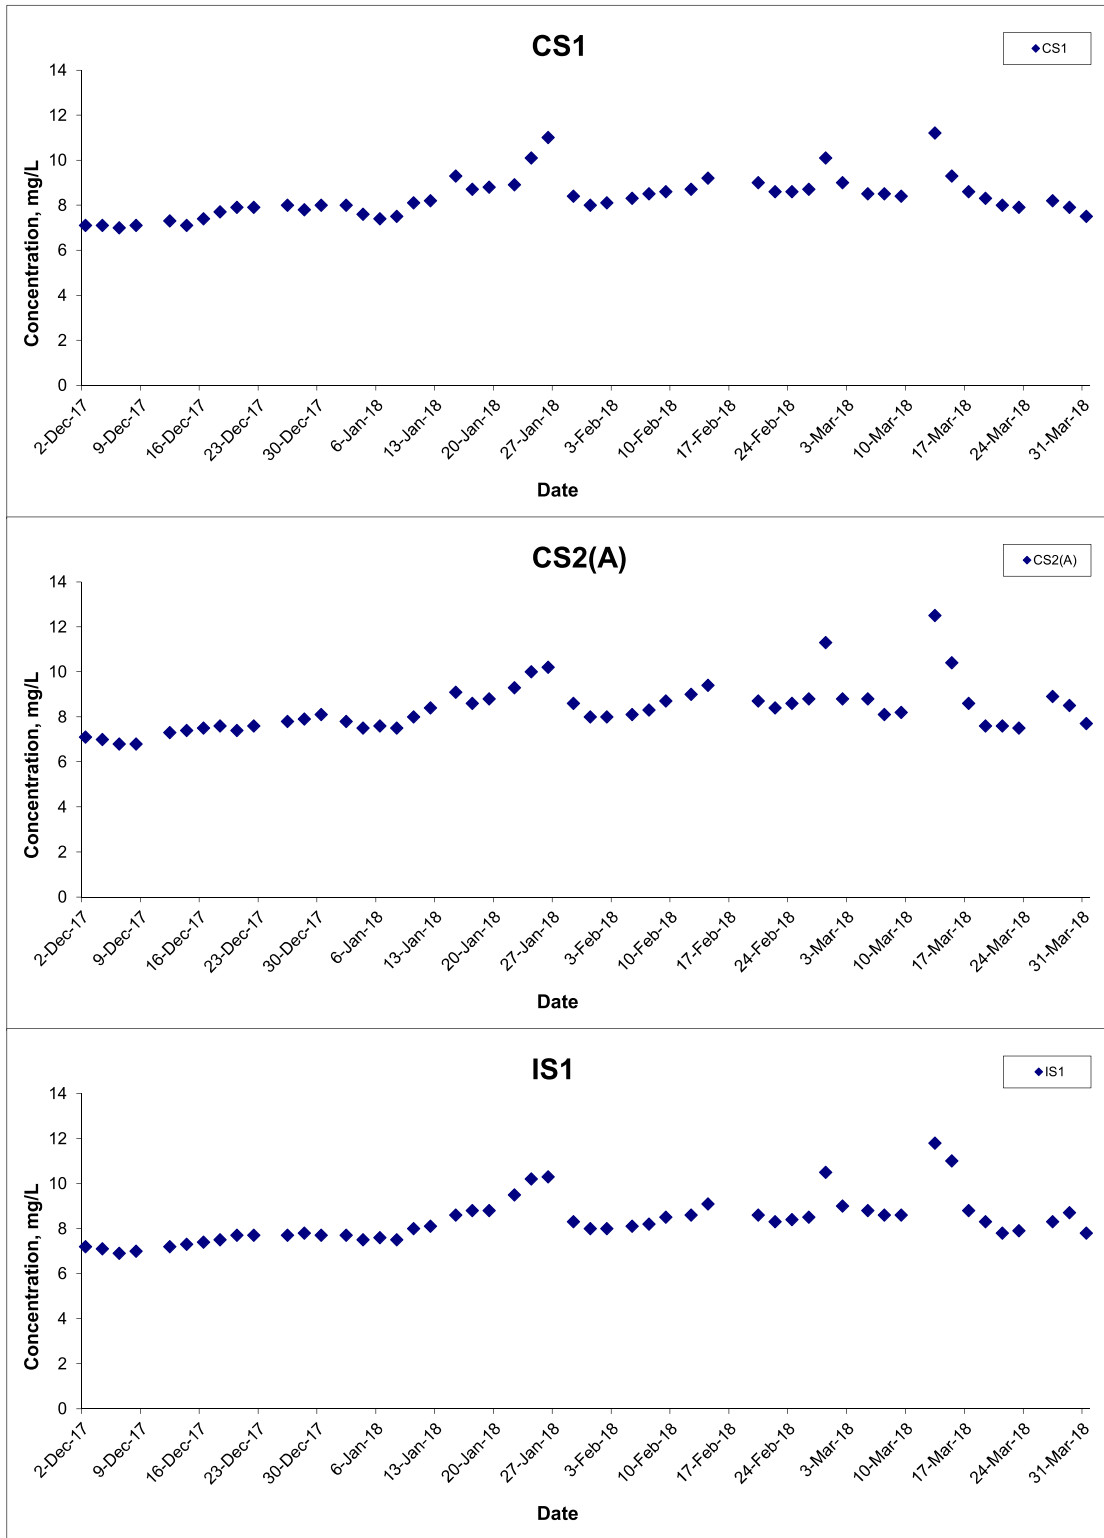 CS1
CS1
Concentration, mg/L
14
12
10
8
6
4
2
0
2-Dec-17
9-Dec-17
16-Dec-17
23-Dec-17
30-Dec-17
6-Jan-18
13-Jan-18
20-Jan-18
27-Jan-18
3-Feb-18
10-Feb-18
17-Feb-18
24-Feb-18
3-Mar-18
10-Mar-18
17-Mar-18
24-Mar-18
31-Mar-18
Date
CS2(A)
CS2(A)
Concentration, mg/L
14
12
10
8
6
4
2
0
2-Dec-17
9-Dec-17
16-Dec-17
23-Dec-17
30-Dec-17
6-Jan-18
13-Jan-18
20-Jan-18
27-Jan-18
3-Feb-18
10-Feb-18
17-Feb-18
24-Feb-18
3-Mar-18
10-Mar-18
17-Mar-18
24-Mar-18
31-Mar-18
Date
IS1
IS1
Concentration, mg/L
14
12
10
8
6
4
2
0
2-Dec-17
9-Dec-17
16-Dec-17
23-Dec-17
30-Dec-17
6-Jan-18
13-Jan-18
20-Jan-18
27-Jan-18
3-Feb-18
10-Feb-18
17-Feb-18
24-Feb-18
3-Mar-18
10-Mar-18
17-Mar-18
24-Mar-18
31-Mar-18
Date